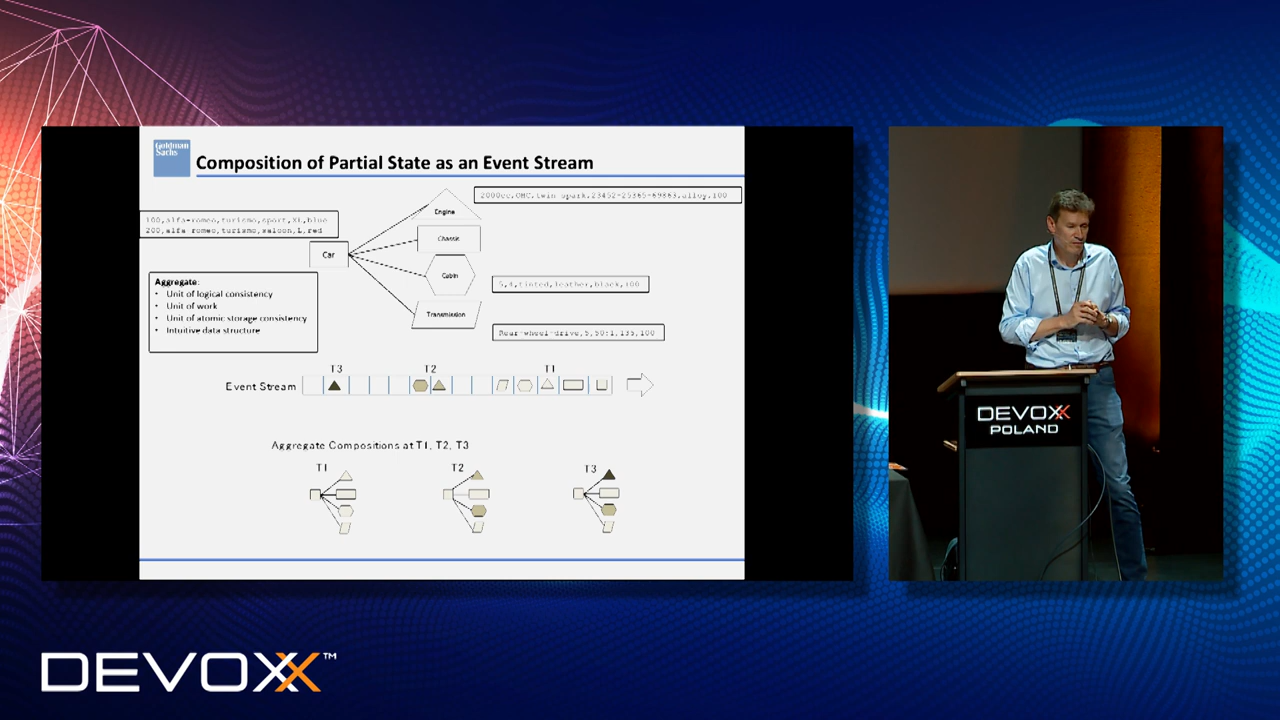 Goldman
Sachs
Composition of Partial State as an Event Stream
2000cc,OHC,twin spark,23452-25365-69863,alloy,100
Engine
100,alfa-romeo,turismo,sport,XL,blue
200,alfa romeo,turismo,saloon,L,red
Chassis
Car
Cabin
Aggregate:
• Unit of logical consistency
• Unit of work
• Unit of atomic storage consistency
• Intuitive data structure
5,4,tinted,leather,black,100
Transmission
Rear-wheel-drive,5,90:1,135,100
T3 T2 T1
Event Stream
Aggregate Compositions at T1, T2, T3
T1 T2 T3
DEVOXX
POLAND
DEVOXX™